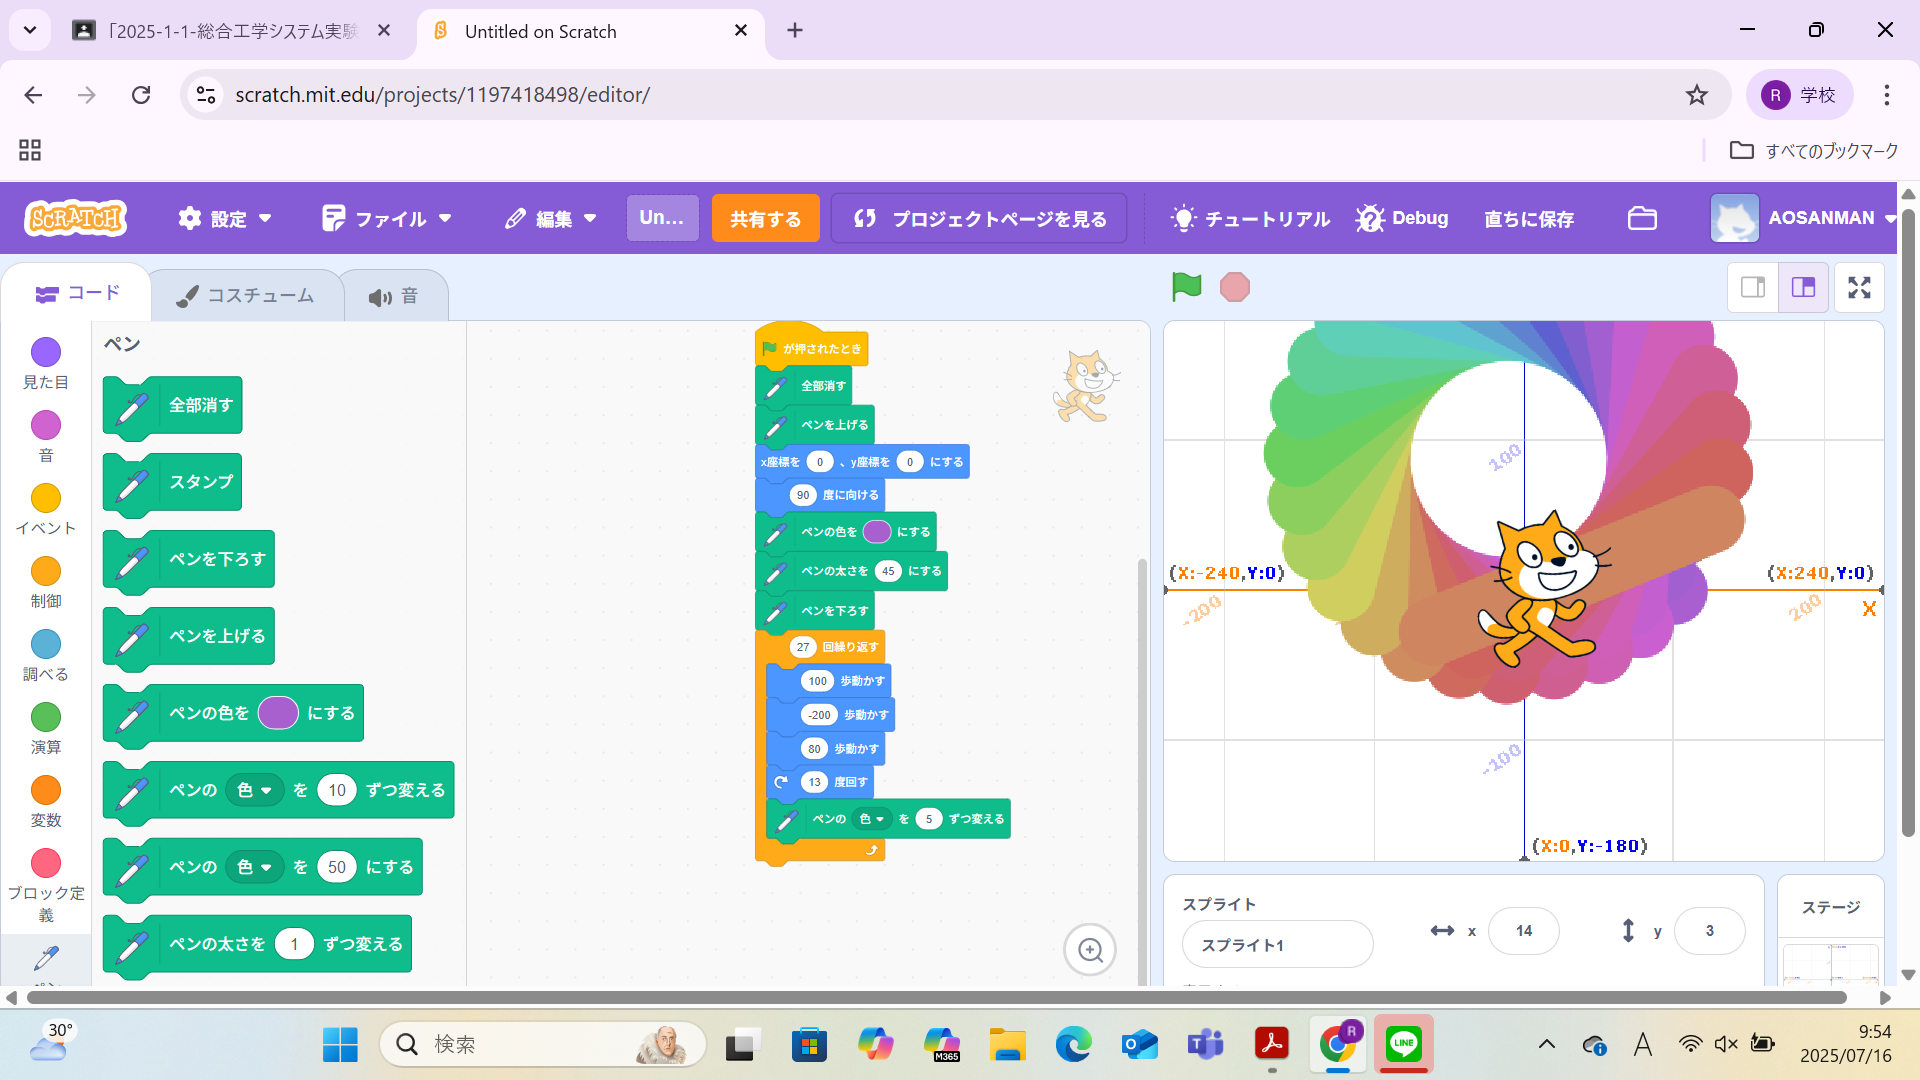 「2025-1-1-総合工学システム実験
Untitled on Scratch
scratch.mit.edu/projects/1197418498/editor/
R 学校
すべてのブックマーク
SCRATCH 設定 ファイル 編集 Un... 共有する プロジェクトページを見る チュートリアル Debug 直ちに保存 AOSANMAN
コード コスチューム 音
見た目
音
イベント
制御
調べる
演算
変数
ブロック定
義
ペン
全部消す
スタンプ
ペンを下ろす
ペンを上げる
ペンの色を にする
ペンの 色 を 10 ずつ変える
ペンの 色 を 50 にする
ペンの太さを 1 ずつ変える
が押されたとき
全部消す
ペンを上げる
x座標を 0 、y座標を 0 にする
90 度に向ける
ペンの色を にする
ペンの太さを 45 にする
ペンを下ろす
27 回繰り返す
100 歩動かす
-200 歩動かす
80 歩動かす
13 度回す
ペンの 色 を 5 ずつ変える
100
(X:-240,Y:0)
(X:240,Y:0)
-200
200
X
-100
(X:0,Y:-180)
スプライト
スプライト1
x 14 y 3
ステージ
30°
検索
M365
R
LINE
A
9:54
2025/07/16